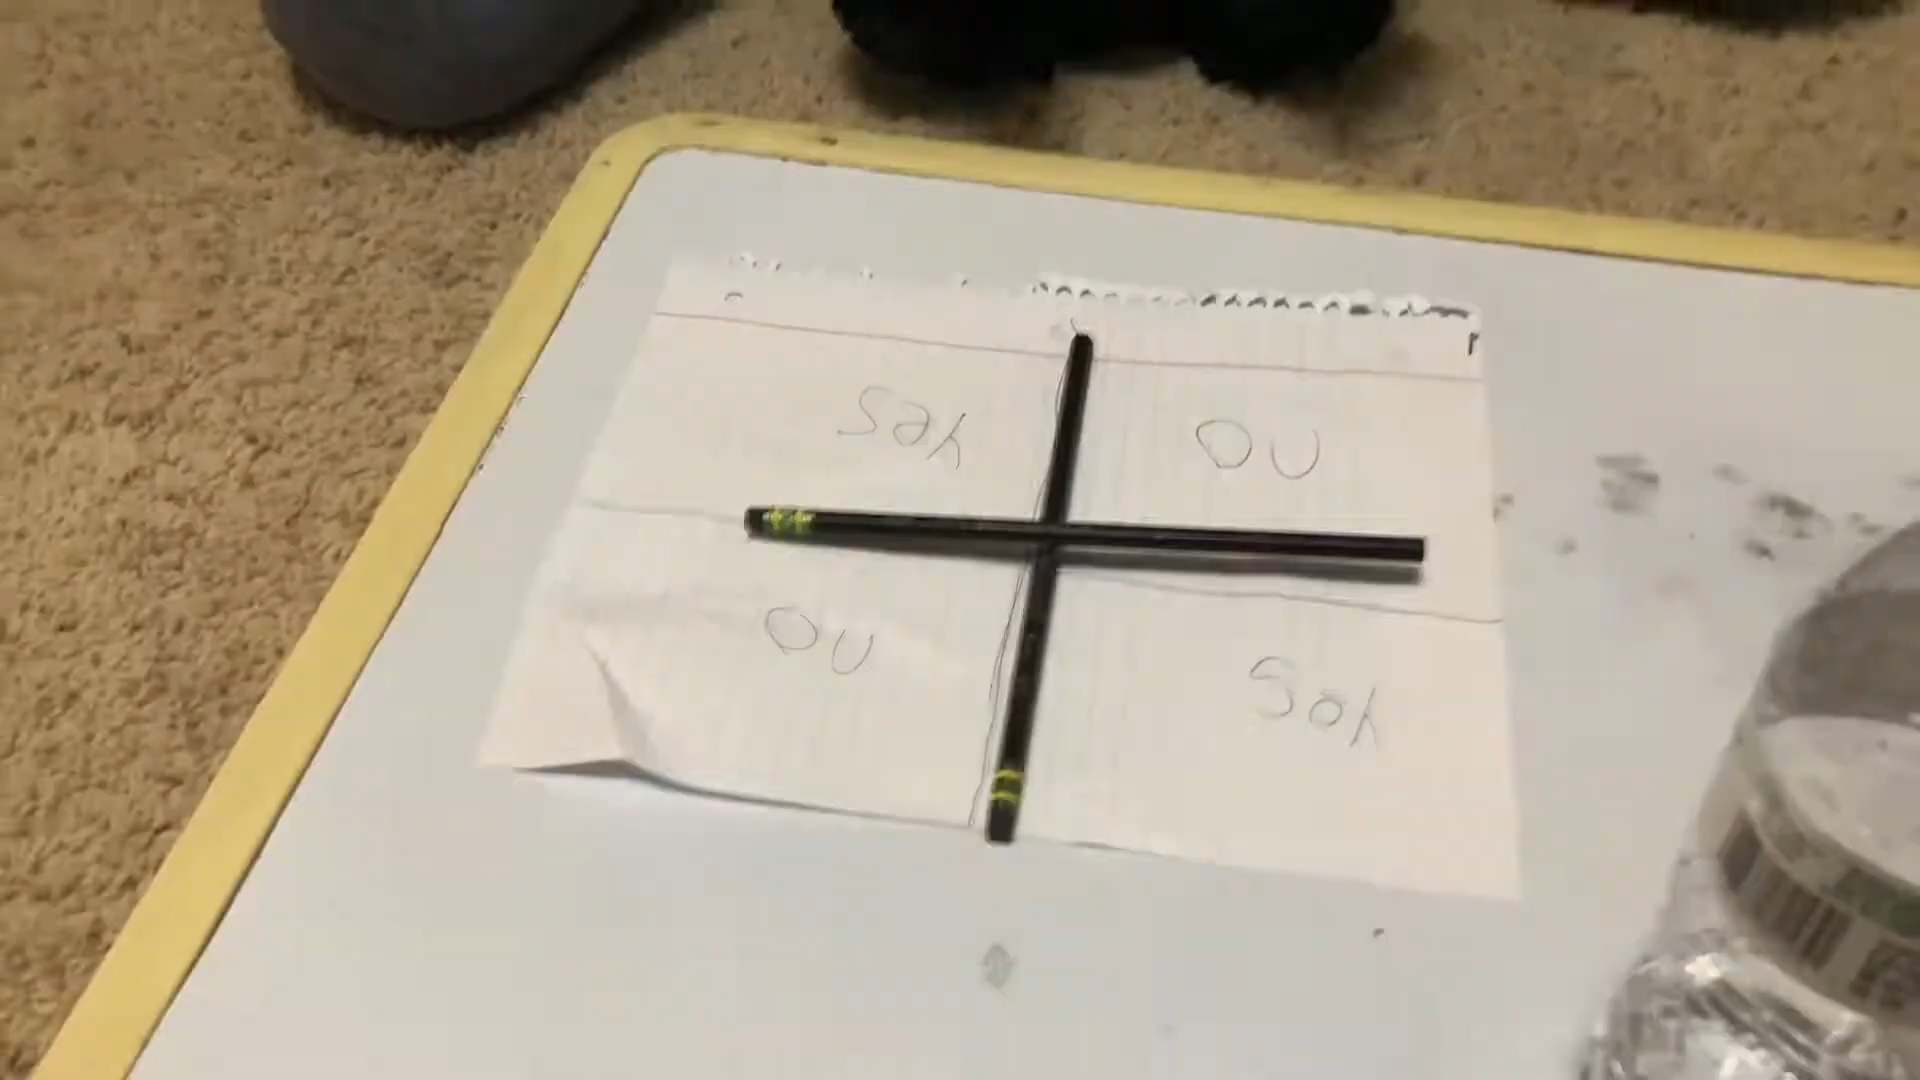 yes no
no yes